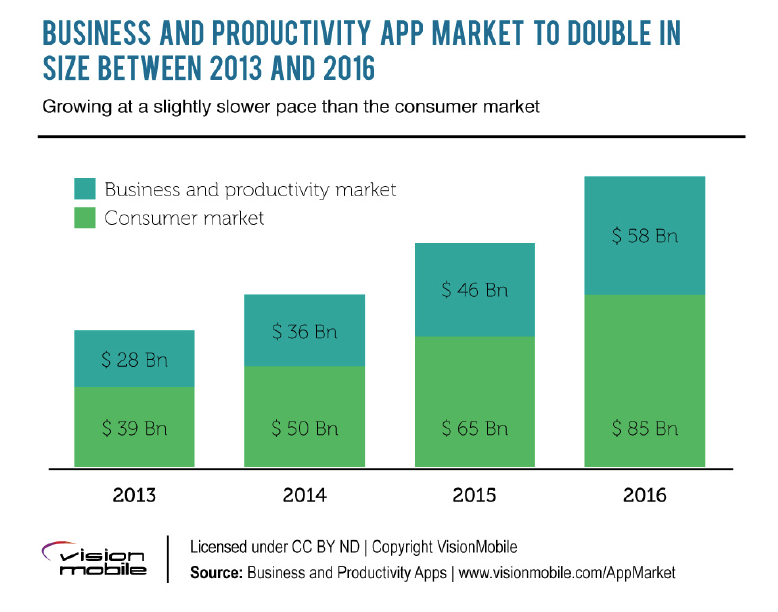 BUSINESS AND PRODUCTIVITY APP MARKET TO DOUBLE IN
SIZE BETWEEN 2013 AND 2016
Growing at a slightly slower pace than the consumer market
Business and productivity market
Consumer market
$ 28 Bn
$ 39 Bn
$ 36 Bn
$ 50 Bn
$ 46 Bn
$ 65 Bn
$ 58 Bn
$ 85 Bn
2013
2014
2015
2016
vision
mobile
Licensed under CC BY ND | Copyright VisionMobile
Source: Business and Productivity Apps | www.visionmobile.com/AppMarket